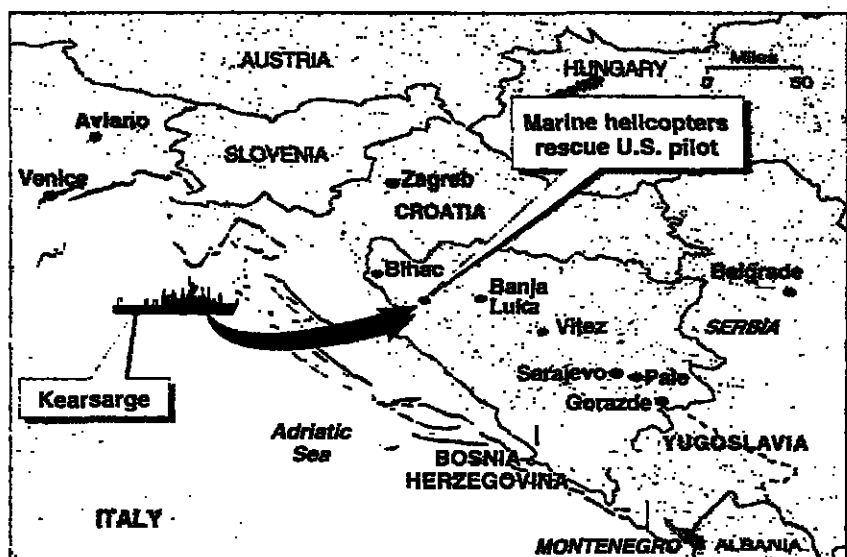 AUSTRIA
HUNGARY
Miles
0 50
Aviano
Marine helicopters
rescue U.S. pilot
SLOVENIA
Venice
Zagreb
CROATIA
Bihac
Banja
Luka
Belgrade
Vitez
SERBIA
Sarajevo
Pale
Kearsarge
Gorazde
Adriatic
Sea
YUGOSLAVIA
BOSNIA-
HERZEGOVINA
ITALY
MONTENEGRO
ALBANIA